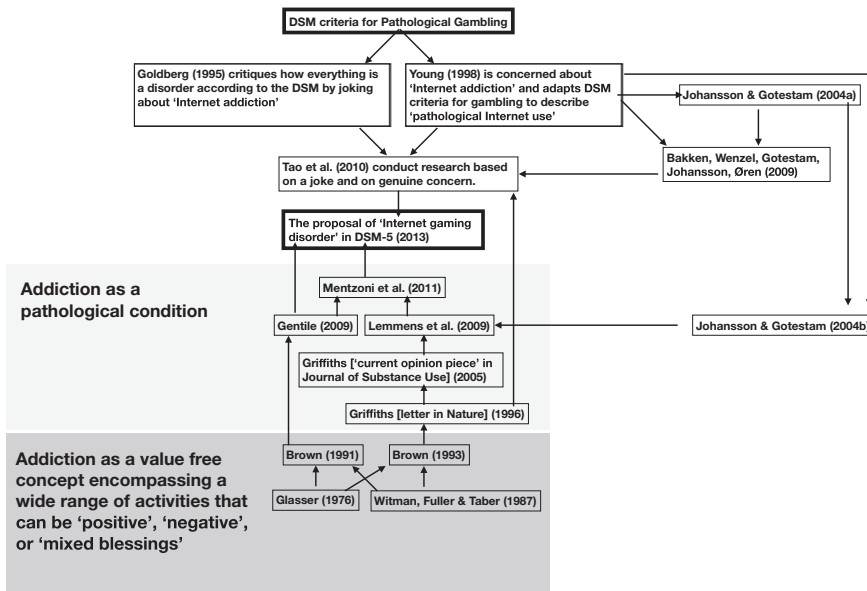 DSM criteria for Pathological Gambling
Goldberg (1995) critiques how everything is
a disorder according to the DSM by joking
about ‘Internet addiction’
Young (1998) is concerned about
‘Internet addiction’ and adapts DSM
criteria for gambling to describe
‘pathological Internet use’
Johansson & Gotestam (2004a)
Bakken, Wenzel, Gotestam,
Johansson, Øren (2009)
Tao et al. (2010) conduct research based
on a joke and on genuine concern.
The proposal of ‘Internet gaming
disorder’ in DSM-5 (2013)
Addiction as a
pathological condition
Mentzoni et al. (2011)
Gentile (2009)
Lemmens et al. (2009)
Johansson & Gotestam (2004b)
Griffiths [‘current opinion piece’ in
Journal of Substance Use] (2005)
Griffiths [letter in Nature] (1996)
Addiction as a value free
concept encompassing a
wide range of activities that
can be ‘positive’, ‘negative’,
or ‘mixed blessings’
Brown (1991)
Brown (1993)
Glasser (1976)
Witman, Fuller & Taber (1987)